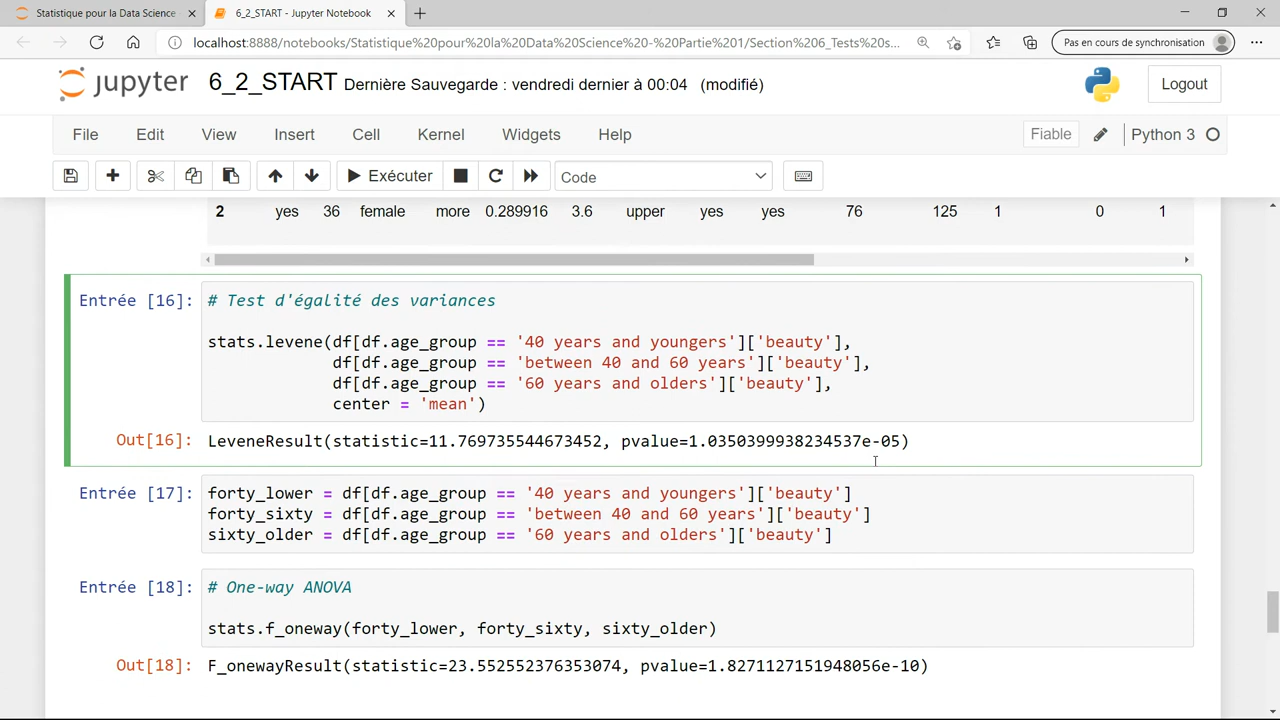 Statistique pour la Data Science
6_2_START - Jupyter Notebook
localhost:8888/notebooks/Statistique%20pour%20la%20Data%20Science%20-%20Partie%201/Section%206_Tests%20s...
Pas en cours de synchronisation
jupyter 6_2_START Dernière Sauvegarde : vendredi dernier à 00:04 (modifié)
Logout
File Edit View Insert Cell Kernel Widgets Help
Fiable
Python 3
Exécuter
Code
2 yes 36 female more 0.289916 3.6 upper yes yes 76 125 1 0 1
Entrée [16]: # Test d'égalité des variances
stats.levene(df[df.age_group == '40 years and youngers']['beauty'],
df[df.age_group == 'between 40 and 60 years']['beauty'],
df[df.age_group == '60 years and olders']['beauty'],
center = 'mean')
Out[16]: LeveneResult(statistic=11.769735544673452, pvalue=1.0350399938234537e-05)
Entrée [17]: forty_lower = df[df.age_group == '40 years and youngers']['beauty']
forty_sixty = df[df.age_group == 'between 40 and 60 years']['beauty']
sixty_older = df[df.age_group == '60 years and olders']['beauty']
Entrée [18]: # One-way ANOVA
stats.f_oneway(forty_lower, forty_sixty, sixty_older)
Out[18]: F_onewayResult(statistic=23.552552376353074, pvalue=1.8271127151948056e-10)